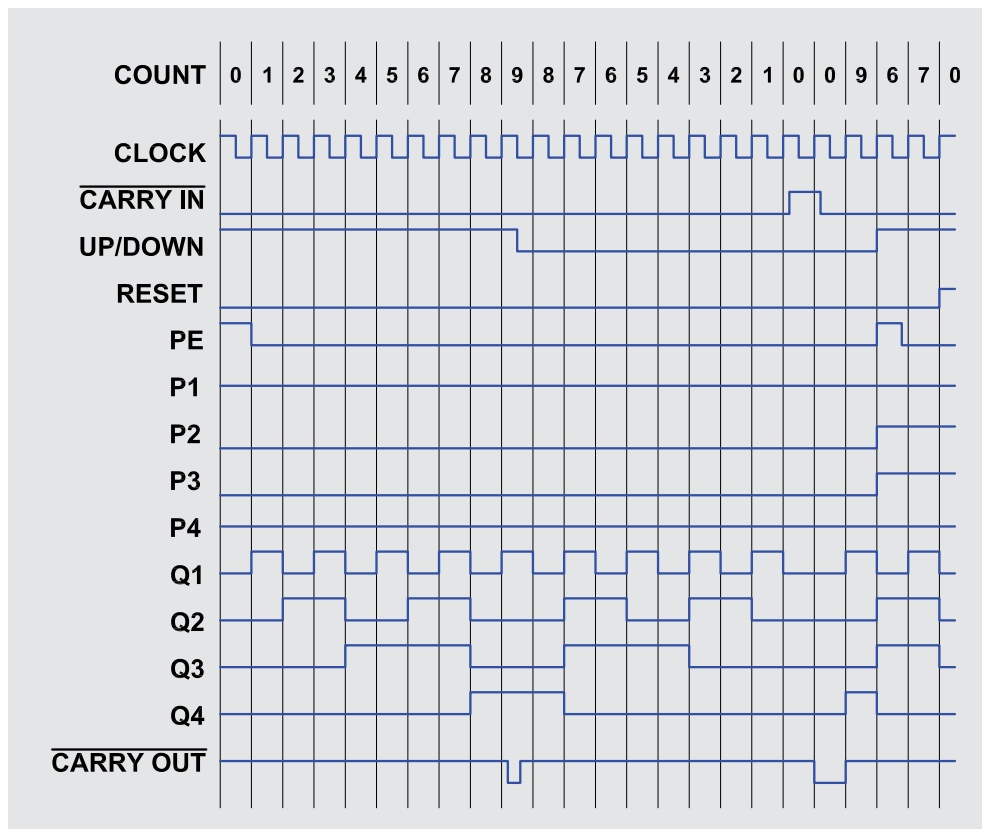 COUNT 0 1 2 3 4 5 6 7 8 9 8 7 6 5 4 3 2 1 0 0 9 6 7 0
CLOCK
CARRY IN
UP/DOWN
RESET
PE
P1
P2
P3
P4
Q1
Q2
Q3
Q4
CARRY OUT